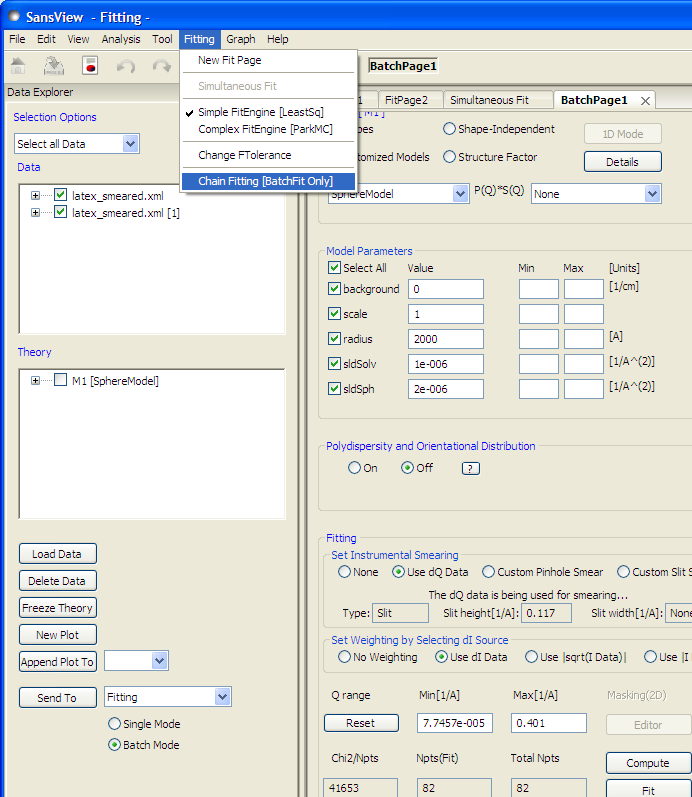 SansView - Fitting -
File Edit View Analysis Tool Fitting Graph Help
New Fit Page
Simultaneous Fit
Simple FitEngine [LeastSq]
Complex FitEngine [ParkMC]
Change FTolerance
Chain Fitting [BatchFit Only]
BatchPage1
Data Explorer
Selection Options
Select all Data
Data
latex_smeared.xml
latex_smeared.xml [1]
Theory
M1 [SphereModel]
Load Data
Delete Data
Freeze Theory
New Plot
Append Plot To
Send To Fitting
Single Mode
Batch Mode
1 FitPage2 Simultaneous Fit BatchPage1
[M1]
pes Shape-Independent 1D Mode
tomized Models Structure Factor Details
SphereModel P(Q)*S(Q) None
Model Parameters
Select All Value Min Max [Units]
background 0 [1/cm]
scale 1
radius 2000 [A]
sldSolv 1e-006 [1/A^(2)]
sldSph 2e-006 [1/A^(2)]
Polydispersity and Orientational Distribution
On Off ?
Fitting
Set Instrumental Smearing
None Use dQ Data Custom Pinhole Smear Custom Slit S
The dQ data is being used for smearing...
Type: Slit Slit height[1/A]: 0.117 Slit width[1/A]: None
Set Weighting by Selecting dI Source
No Weighting Use dI Data Use |sqrt(I Data)| Use |I
Q range Min[1/A] Max[1/A] Masking(2D)
Reset 7.7457e-005 0.401 Editor
Chi2/Npts Npts(Fit) Total Npts Compute
41653 82 82 Fit